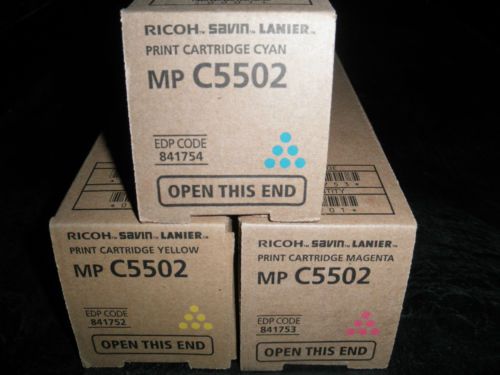 RICOH SaVin LANIER
PRINT CARTRIDGE CYAN
MP C5502
EDP CODE
841754
OPEN THIS END
RICOH SaVin LANIER
PRINT CARTRIDGE YELLOW
MP C5502
EDP CODE
841752
OPEN THIS END
RICOH SaVin LANIER
PRINT CARTRIDGE MAGENTA
MP C5502
EDP CODE
841753
OPEN THIS END